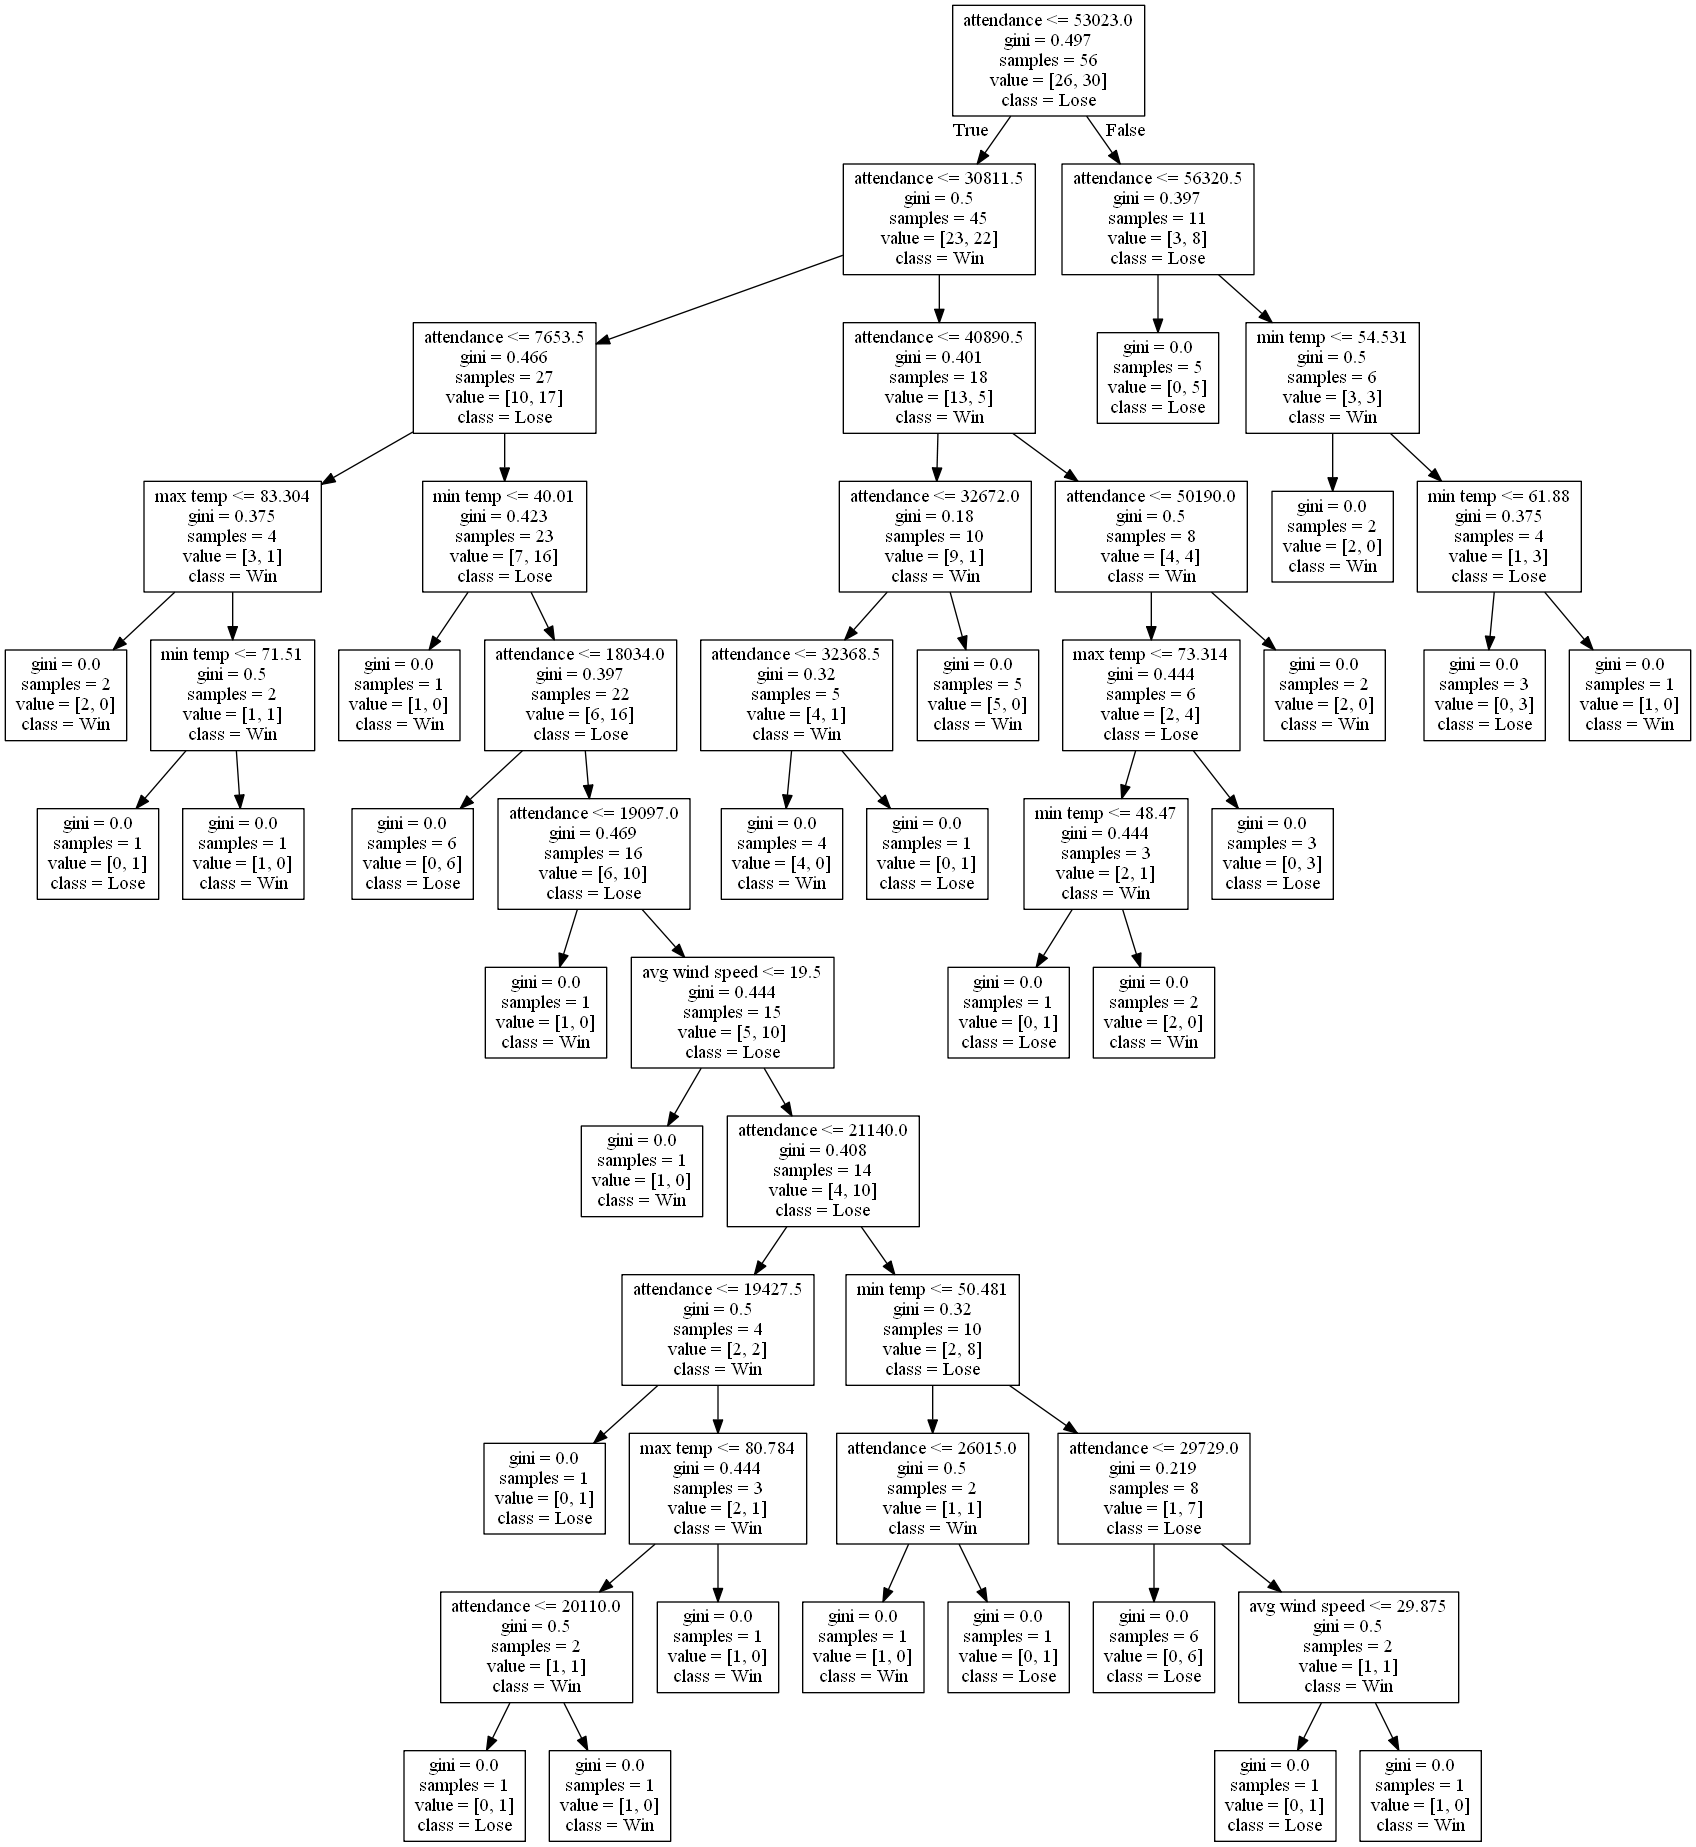 attendance <= 53023.0
gini = 0.497
samples = 56
value = [26, 30]
class = Lose
True
False
attendance <= 30811.5
gini = 0.5
samples = 45
value = [23, 22]
class = Win
attendance <= 56320.5
gini = 0.397
samples = 11
value = [3, 8]
class = Lose
attendance <= 7653.5
gini = 0.466
samples = 27
value = [10, 17]
class = Lose
attendance <= 40890.5
gini = 0.401
samples = 18
value = [13, 5]
class = Win
gini = 0.0
samples = 5
value = [0, 5]
class = Lose
min temp <= 54.531
gini = 0.5
samples = 6
value = [3, 3]
class = Win
max temp <= 83.304
gini = 0.375
samples = 4
value = [3, 1]
class = Win
min temp <= 40.01
gini = 0.423
samples = 23
value = [7, 16]
class = Lose
attendance <= 32672.0
gini = 0.18
samples = 10
value = [9, 1]
class = Win
attendance <= 50190.0
gini = 0.5
samples = 8
value = [4, 4]
class = Win
gini = 0.0
samples = 2
value = [2, 0]
class = Win
min temp <= 61.88
gini = 0.375
samples = 4
value = [1, 3]
class = Lose
gini = 0.0
samples = 2
value = [2, 0]
class = Win
min temp <= 71.51
gini = 0.5
samples = 2
value = [1, 1]
class = Win
gini = 0.0
samples = 1
value = [1, 0]
class = Win
attendance <= 18034.0
gini = 0.397
samples = 22
value = [6, 16]
class = Lose
attendance <= 32368.5
gini = 0.32
samples = 5
value = [4, 1]
class = Win
gini = 0.0
samples = 5
value = [5, 0]
class = Win
max temp <= 73.314
gini = 0.444
samples = 6
value = [2, 4]
class = Lose
gini = 0.0
samples = 2
value = [2, 0]
class = Win
gini = 0.0
samples = 3
value = [0, 3]
class = Lose
gini = 0.0
samples = 1
value = [1, 0]
class = Win
gini = 0.0
samples = 1
value = [0, 1]
class = Lose
gini = 0.0
samples = 1
value = [1, 0]
class = Win
gini = 0.0
samples = 6
value = [0, 6]
class = Lose
attendance <= 19097.0
gini = 0.469
samples = 16
value = [6, 10]
class = Lose
gini = 0.0
samples = 4
value = [4, 0]
class = Win
gini = 0.0
samples = 1
value = [0, 1]
class = Lose
min temp <= 48.47
gini = 0.444
samples = 3
value = [2, 1]
class = Win
gini = 0.0
samples = 3
value = [0, 3]
class = Lose
gini = 0.0
samples = 1
value = [1, 0]
class = Win
avg wind speed <= 19.5
gini = 0.444
samples = 15
value = [5, 10]
class = Lose
gini = 0.0
samples = 1
value = [0, 1]
class = Lose
gini = 0.0
samples = 2
value = [2, 0]
class = Win
gini = 0.0
samples = 1
value = [1, 0]
class = Win
attendance <= 21140.0
gini = 0.408
samples = 14
value = [4, 10]
class = Lose
attendance <= 19427.5
gini = 0.5
samples = 4
value = [2, 2]
class = Win
min temp <= 50.481
gini = 0.32
samples = 10
value = [2, 8]
class = Lose
gini = 0.0
samples = 1
value = [0, 1]
class = Lose
max temp <= 80.784
gini = 0.444
samples = 3
value = [2, 1]
class = Win
attendance <= 26015.0
gini = 0.5
samples = 2
value = [1, 1]
class = Win
attendance <= 29729.0
gini = 0.219
samples = 8
value = [1, 7]
class = Lose
attendance <= 20110.0
gini = 0.5
samples = 2
value = [1, 1]
class = Win
gini = 0.0
samples = 1
value = [1, 0]
class = Win
gini = 0.0
samples = 1
value = [1, 0]
class = Win
gini = 0.0
samples = 1
value = [0, 1]
class = Lose
gini = 0.0
samples = 6
value = [0, 6]
class = Lose
avg wind speed <= 29.875
gini = 0.5
samples = 2
value = [1, 1]
class = Win
gini = 0.0
samples = 1
value = [0, 1]
class = Lose
gini = 0.0
samples = 1
value = [1, 0]
class = Win
gini = 0.0
samples = 1
value = [0, 1]
class = Lose
gini = 0.0
samples = 1
value = [1, 0]
class = Win